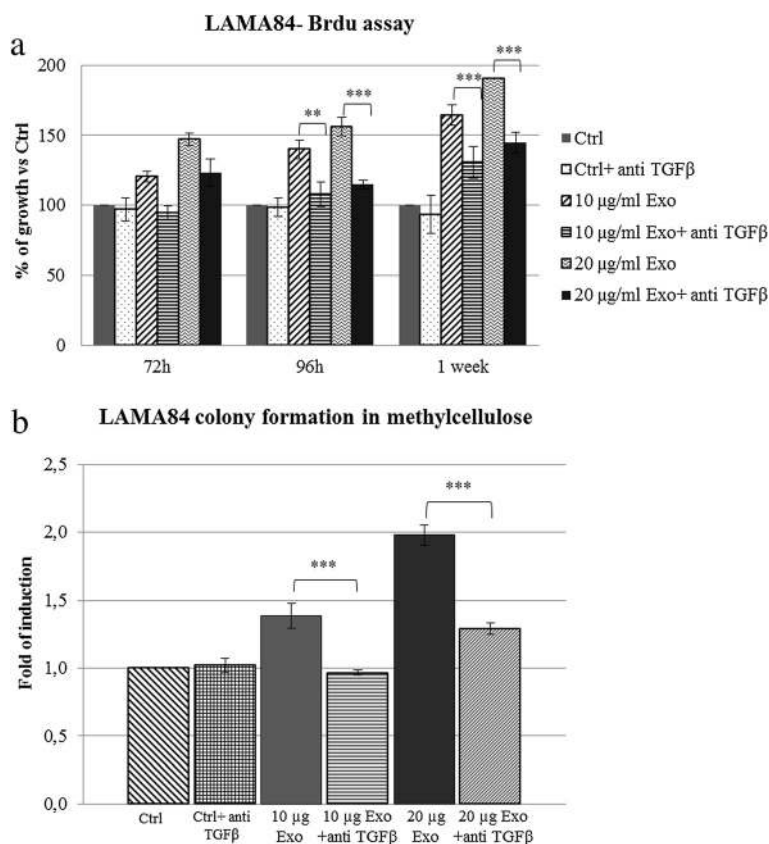 LAMA84- Brdu assay
a
% of growth vs Ctrl
200
150
100
50
0
**
***
***
***
72h
96h
1 week
Ctrl
Ctrl+ anti TGFβ
10 µg/ml Exo
10 µg/ml Exo+ anti TGFβ
20 µg/ml Exo
20 µg/ml Exo+ anti TGFβ
LAMA84 colony formation in methylcellulose
b
Fold of induction
2,5
2,0
1,5
1,0
0,5
0,0
***
***
Ctrl
Ctrl+ anti
TGFβ
10 µg
Exo
10 µg Exo
+anti TGFβ
20 µg
Exo
20 µg Exo
+anti TGFβ